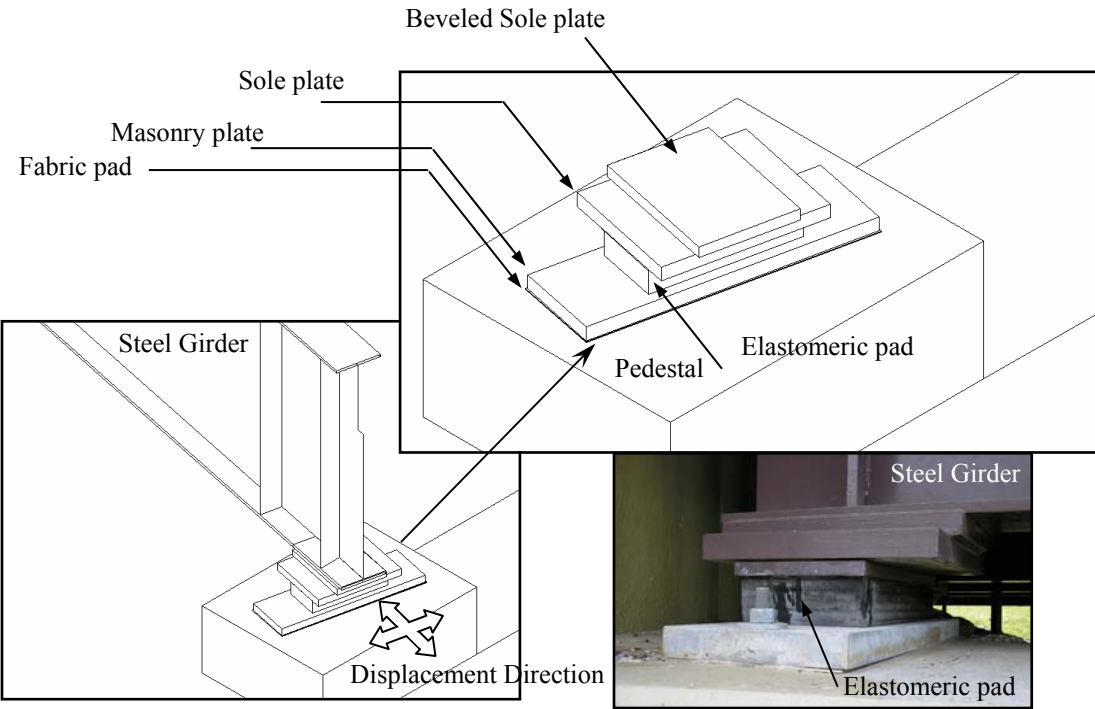 Beveled Sole plate
Sole plate
Masonry plate
Fabric pad
Elastomeric pad
Pedestal
Steel Girder
Displacement Direction
Steel Girder
Elastomeric pad